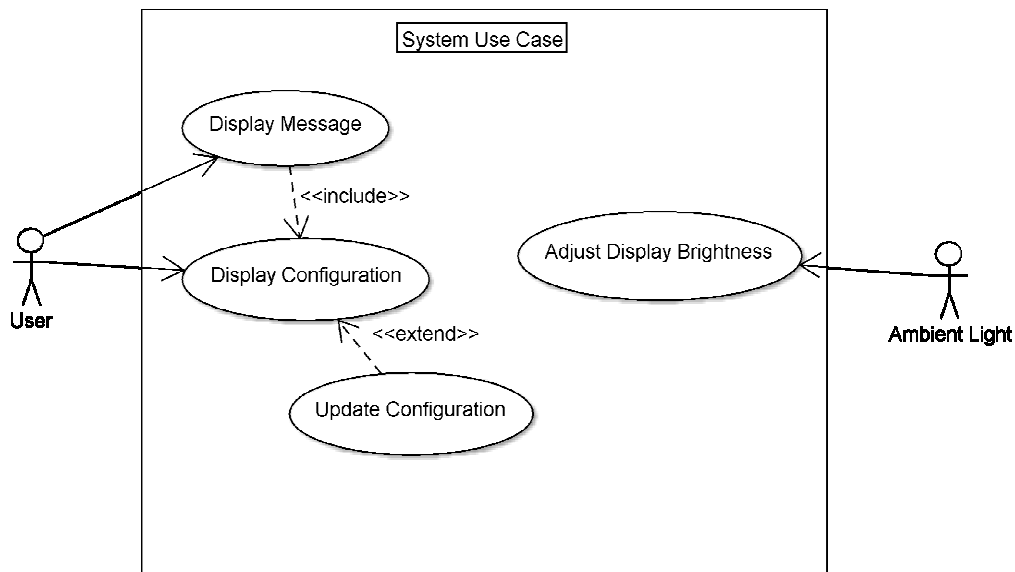 System Use Case
Display Message
<<include>>
Display Configuration
Adjust Display Brightness
User
Ambient Light
<<extend>>
Update Configuration